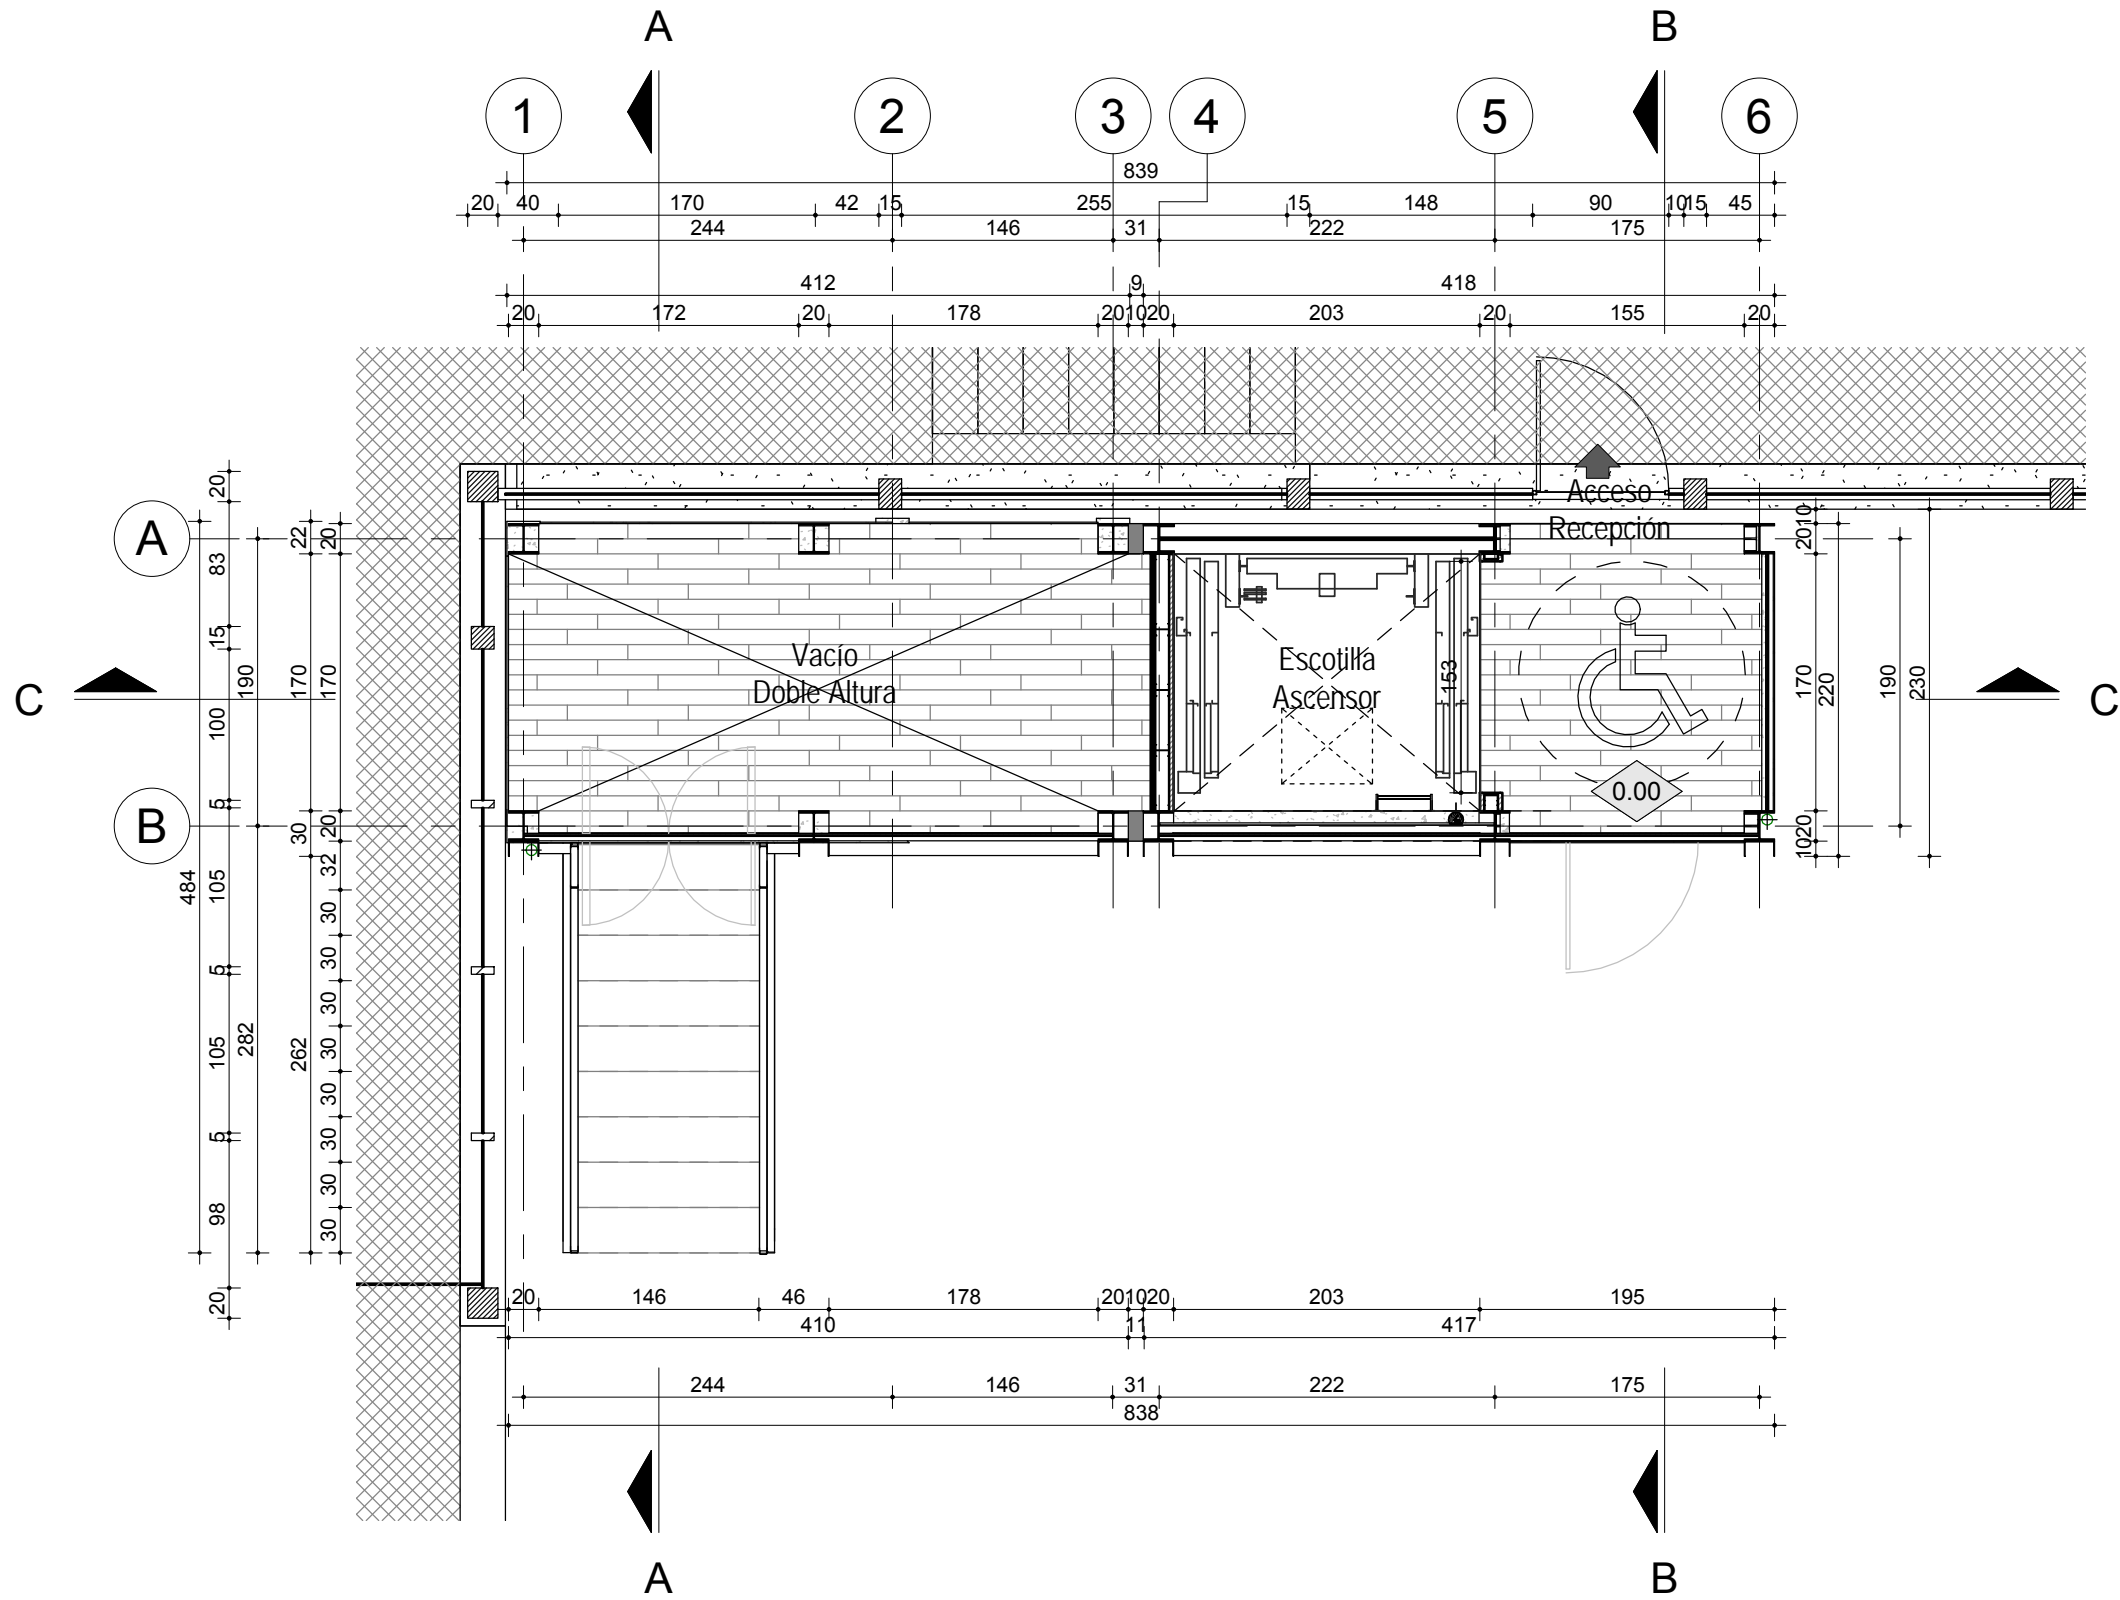 A B
1 2 3 4 5 6
839
20 40 170 42 15 255 15 148 90 10 15 45
244 146 31 222 175
412 9 418
20 172 20 178 20 10 20 203 20 155 20
Acceso
Recepción
Vacío
Doble Altura
Escotilla
Ascensor
153
0.00
A
B
C C
484
20 83 15 100 5 105 5 105 5 98 20
190 282
22 170 30 262
20 170 20 32 30 30 30 30 30 30 30 30
20 10 170 10 20
220
190
230
20 146 46 178 20 10 20 203 195
410 11 417
244 146 31 222 175
838
A B